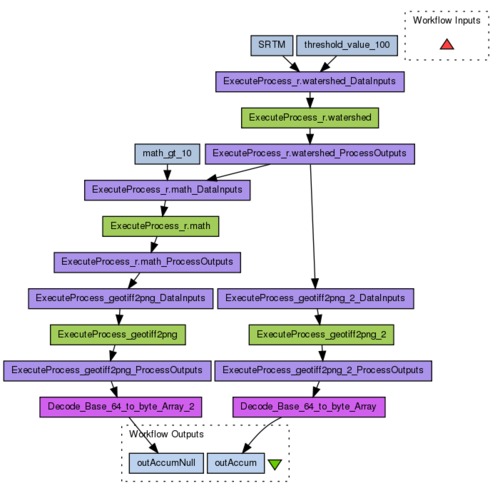 Workflow Inputs
SRTM
threshold_value_100
ExecuteProcess_r.watershed_DataInputs
ExecuteProcess_r.watershed
math_gt_10
ExecuteProcess_r.watershed_ProcessOutputs
ExecuteProcess_r.math_DataInputs
ExecuteProcess_r.math
ExecuteProcess_r.math_ProcessOutputs
ExecuteProcess_geotiff2png_DataInputs
ExecuteProcess_geotiff2png_2_DataInputs
ExecuteProcess_geotiff2png
ExecuteProcess_geotiff2png_2
ExecuteProcess_geotiff2png_ProcessOutputs
ExecuteProcess_geotiff2png_2_ProcessOutputs
Decode_Base_64_to_byte_Array_2
Decode_Base_64_to_byte_Array
Workflow Outputs
outAccumNull
outAccum